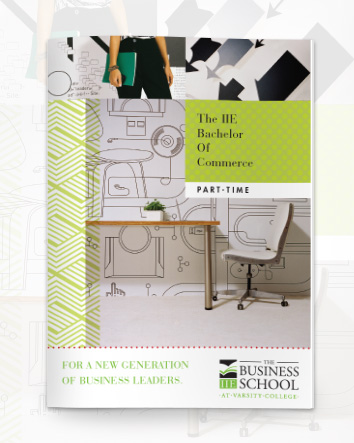 The IIE
Bachelor
Of
Commerce
PART-TIME
FOR A NEW GENERATION
OF BUSINESS LEADERS.
THE
BUSINESS
IIE SCHOOL
·AT·VARSITY·COLLEGE·